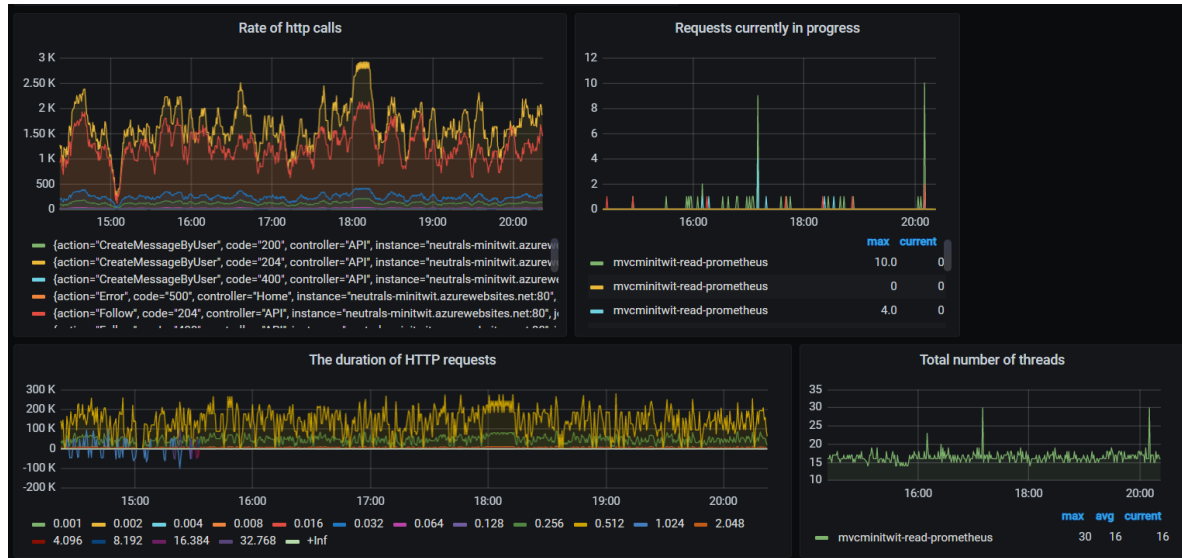 Rate of http calls
3 K
2.50 K
2 K
1.50 K
1 K
500
0
15:00 16:00 17:00 18:00 19:00 20:00
{action="CreateMessageByUser", code="200", controller="API", instance="neutrals-minitwit.azurewe
{action="CreateMessageByUser", code="204", controller="API", instance="neutrals-minitwit.azurewe
{action="CreateMessageByUser", code="400", controller="API", instance="neutrals-minitwit.azurewe
{action="Error", code="500", controller="Home", instance="neutrals-minitwit.azurewebsites.net:80",
{action="Follow", code="204", controller="API", instance="neutrals-minitwit.azurewebsites.net:80", j
Requests currently in progress
12
10
8
6
4
2
0
16:00 18:00 20:00
max current
mvcminitwit-read-prometheus 10.0 0
mvcminitwit-read-prometheus 0 0
mvcminitwit-read-prometheus 4.0 0
The duration of HTTP requests
300 K
200 K
100 K
0
-100 K
-200 K
15:00 16:00 17:00 18:00 19:00 20:00
0.001 0.002 0.004 0.008 0.016 0.032 0.064 0.128 0.256 0.512 1.024 2.048
4.096 8.192 16.384 32.768 +Inf
Total number of threads
35
30
25
20
15
10
16:00 18:00 20:00
max avg current
mvcminitwit-read-prometheus 30 16 16